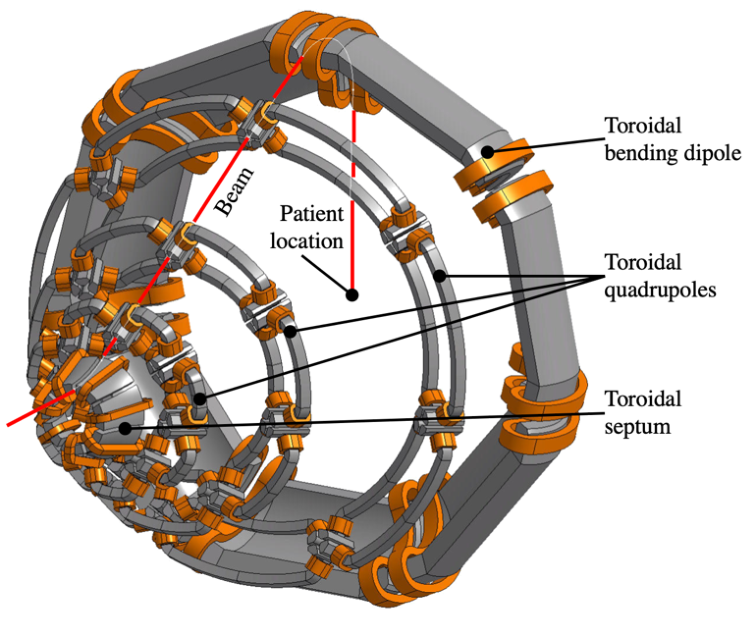 Toroidal
bending dipole
Beam
Patient
location
Toroidal
quadrupoles
Toroidal
septum